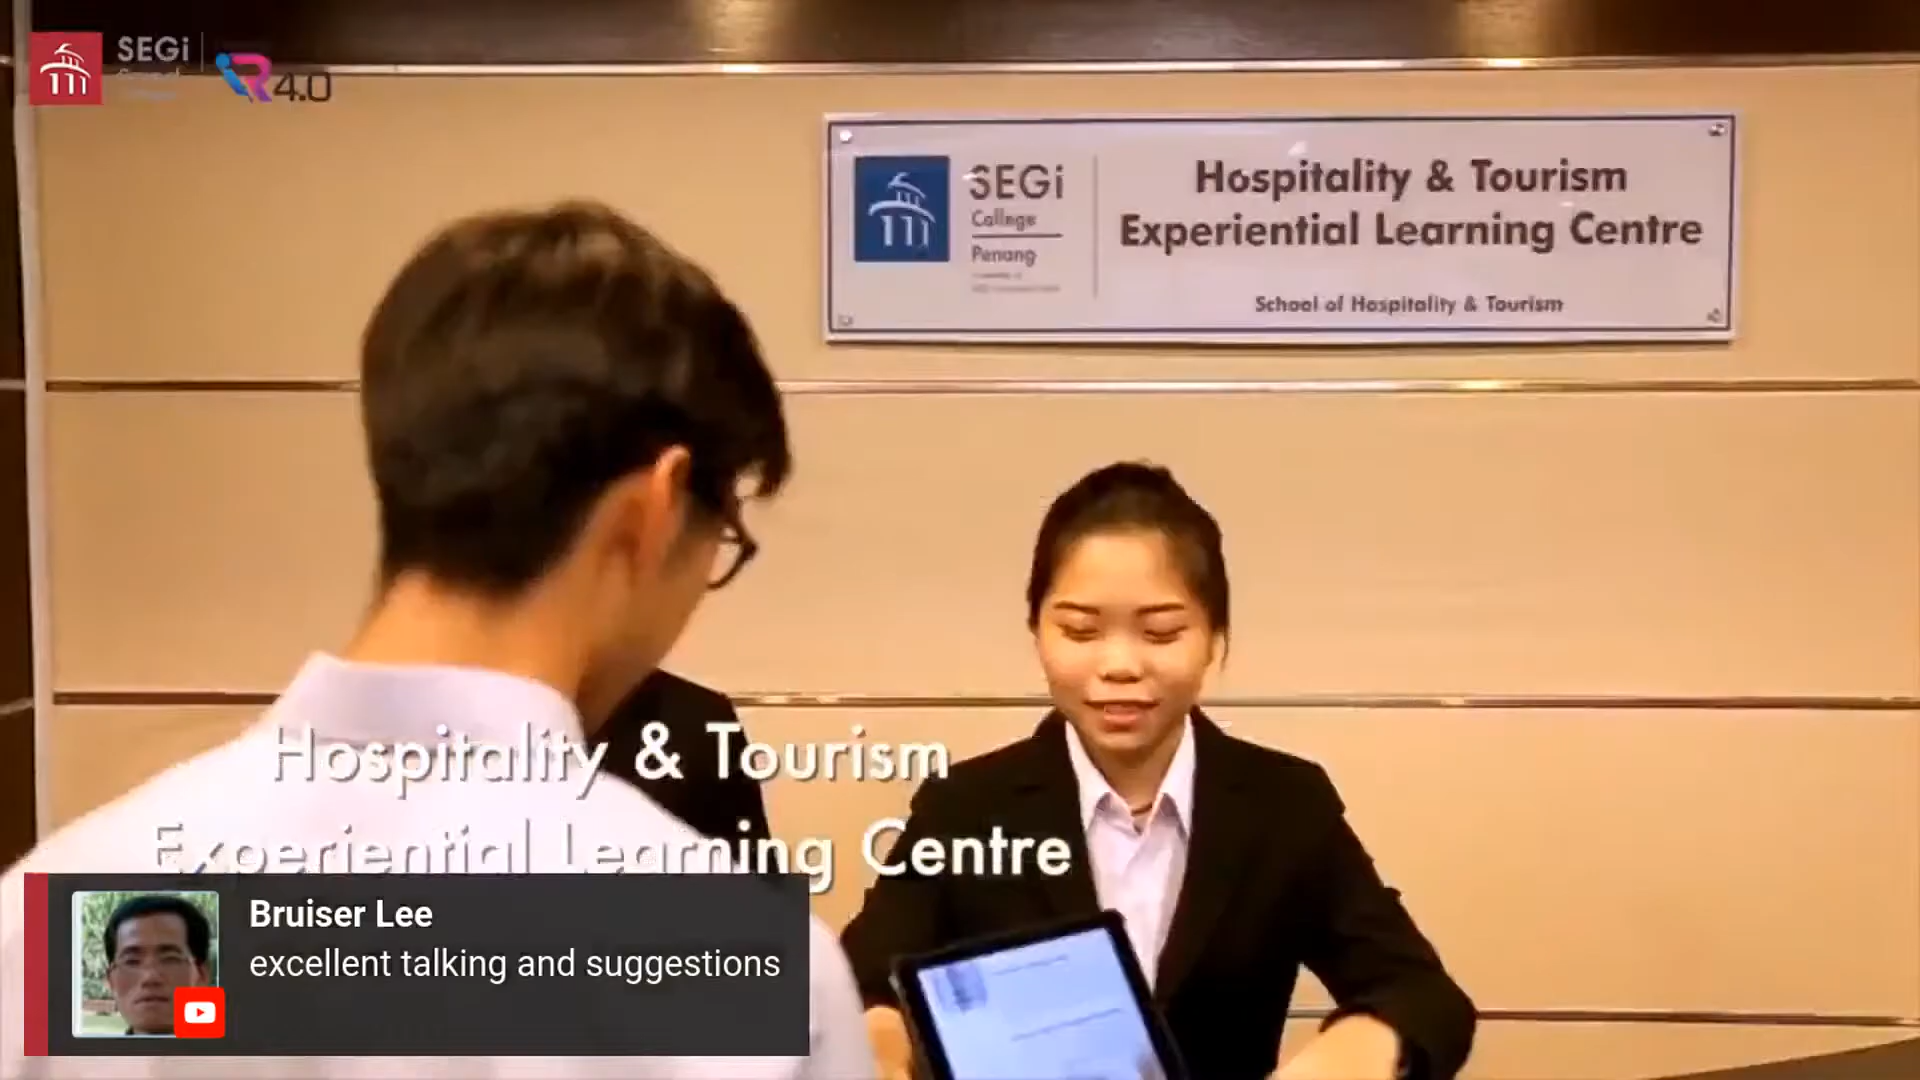 SEGi
R4.0
SEGi
College
Penang
Hospitality & Tourism
Experiential Learning Centre
School of Hospitality & Tourism
Hospitality & Tourism
Experiential Learning Centre
Bruiser Lee
excellent talking and suggestions